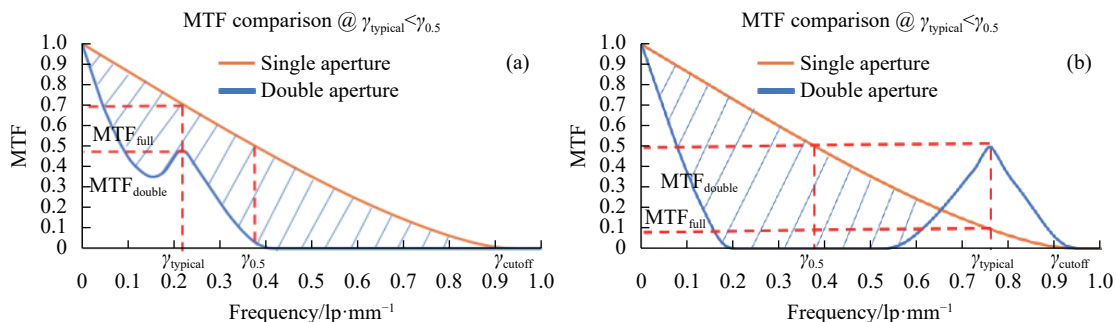 MTF comparison @ γtypical<γ0.5
(a)
Single aperture
Double aperture
MTF
1.0
0.9
0.8
0.7
0.6
0.5
0.4
0.3
0.2
0.1
0
MTFfull
MTFdouble
0 0.1 0.2 0.3 0.4 0.5 0.6 0.7 0.8 0.9 1.0
γtypical γ0.5 γcutoff
Frequency/lp·mm−1
MTF comparison @ γtypical<γ0.5
(b)
Single aperture
Double aperture
MTF
1.0
0.9
0.8
0.7
0.6
0.5
0.4
0.3
0.2
0.1
0
MTFdouble
MTFfull
0 0.1 0.2 0.3 0.4 0.5 0.6 0.7 0.8 0.9 1.0
γ0.5 γtypical γcutoff
Frequency/lp·mm−1